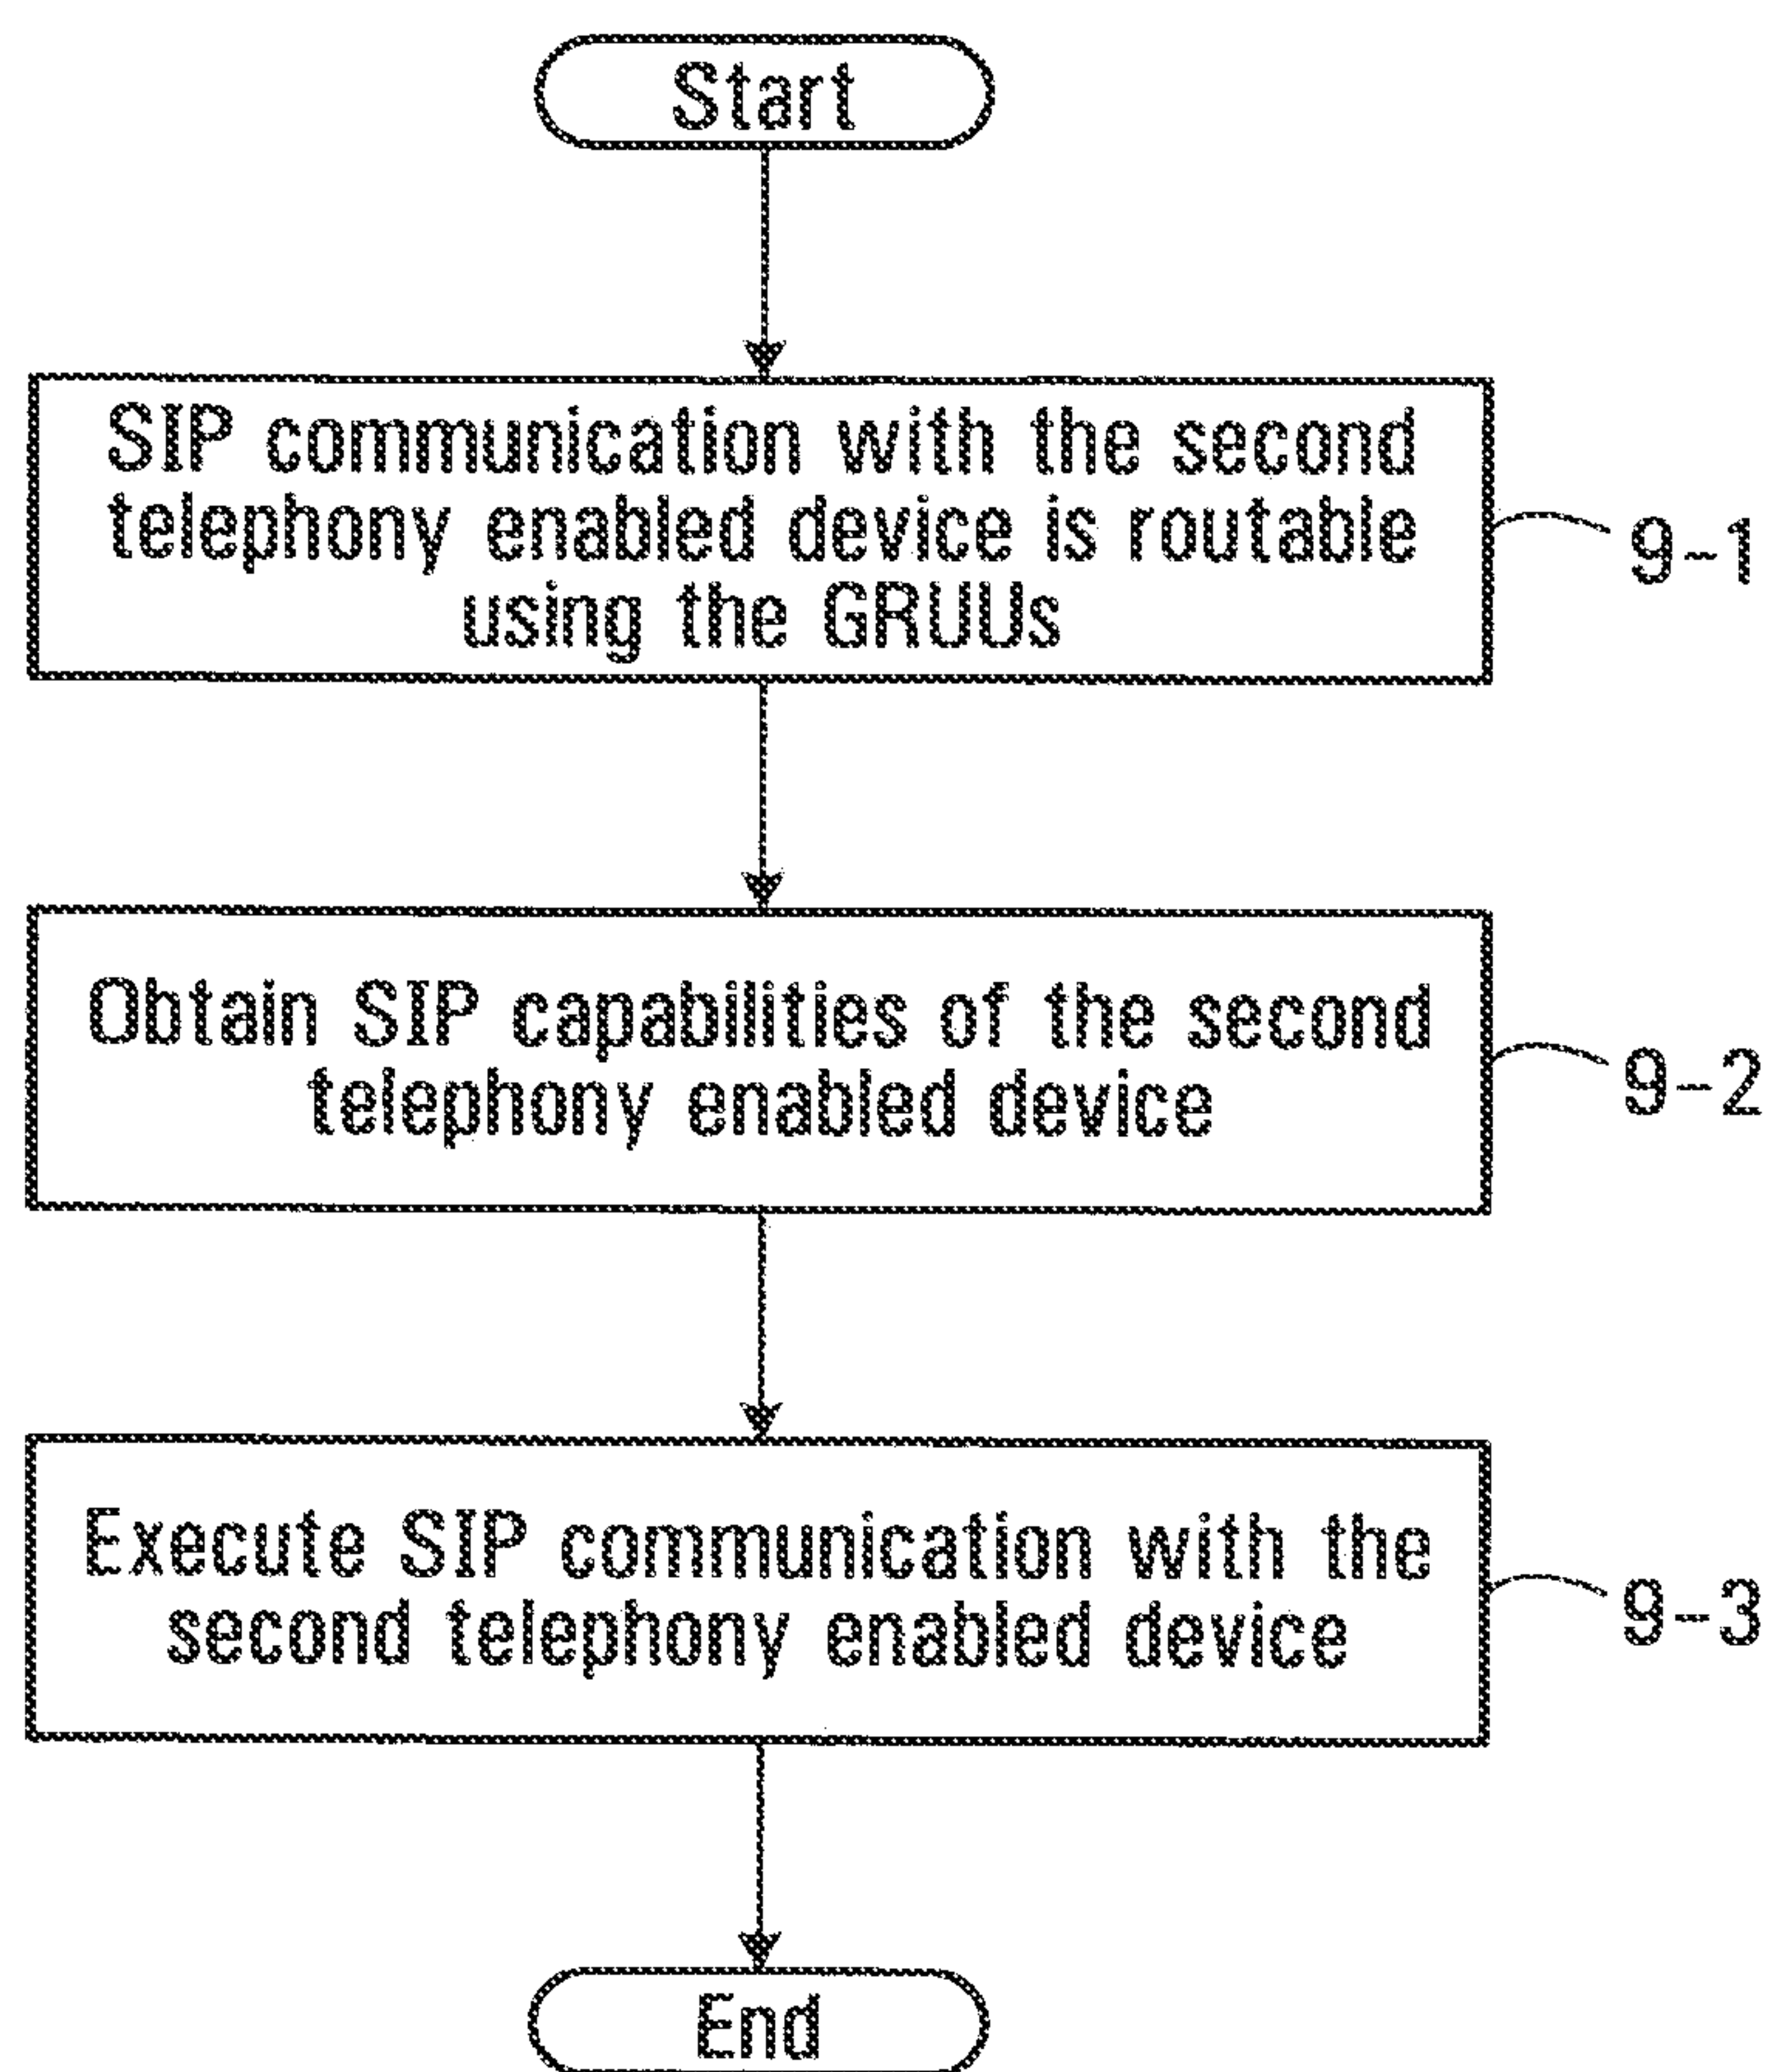 Start
SIP communication with the second
telephony enabled device is routable
using the GRUUs
9-1
Obtain SIP capabilities of the second
telephony enabled device
9-2
Execute SIP communication with the
second telephony enabled device
9-3
End